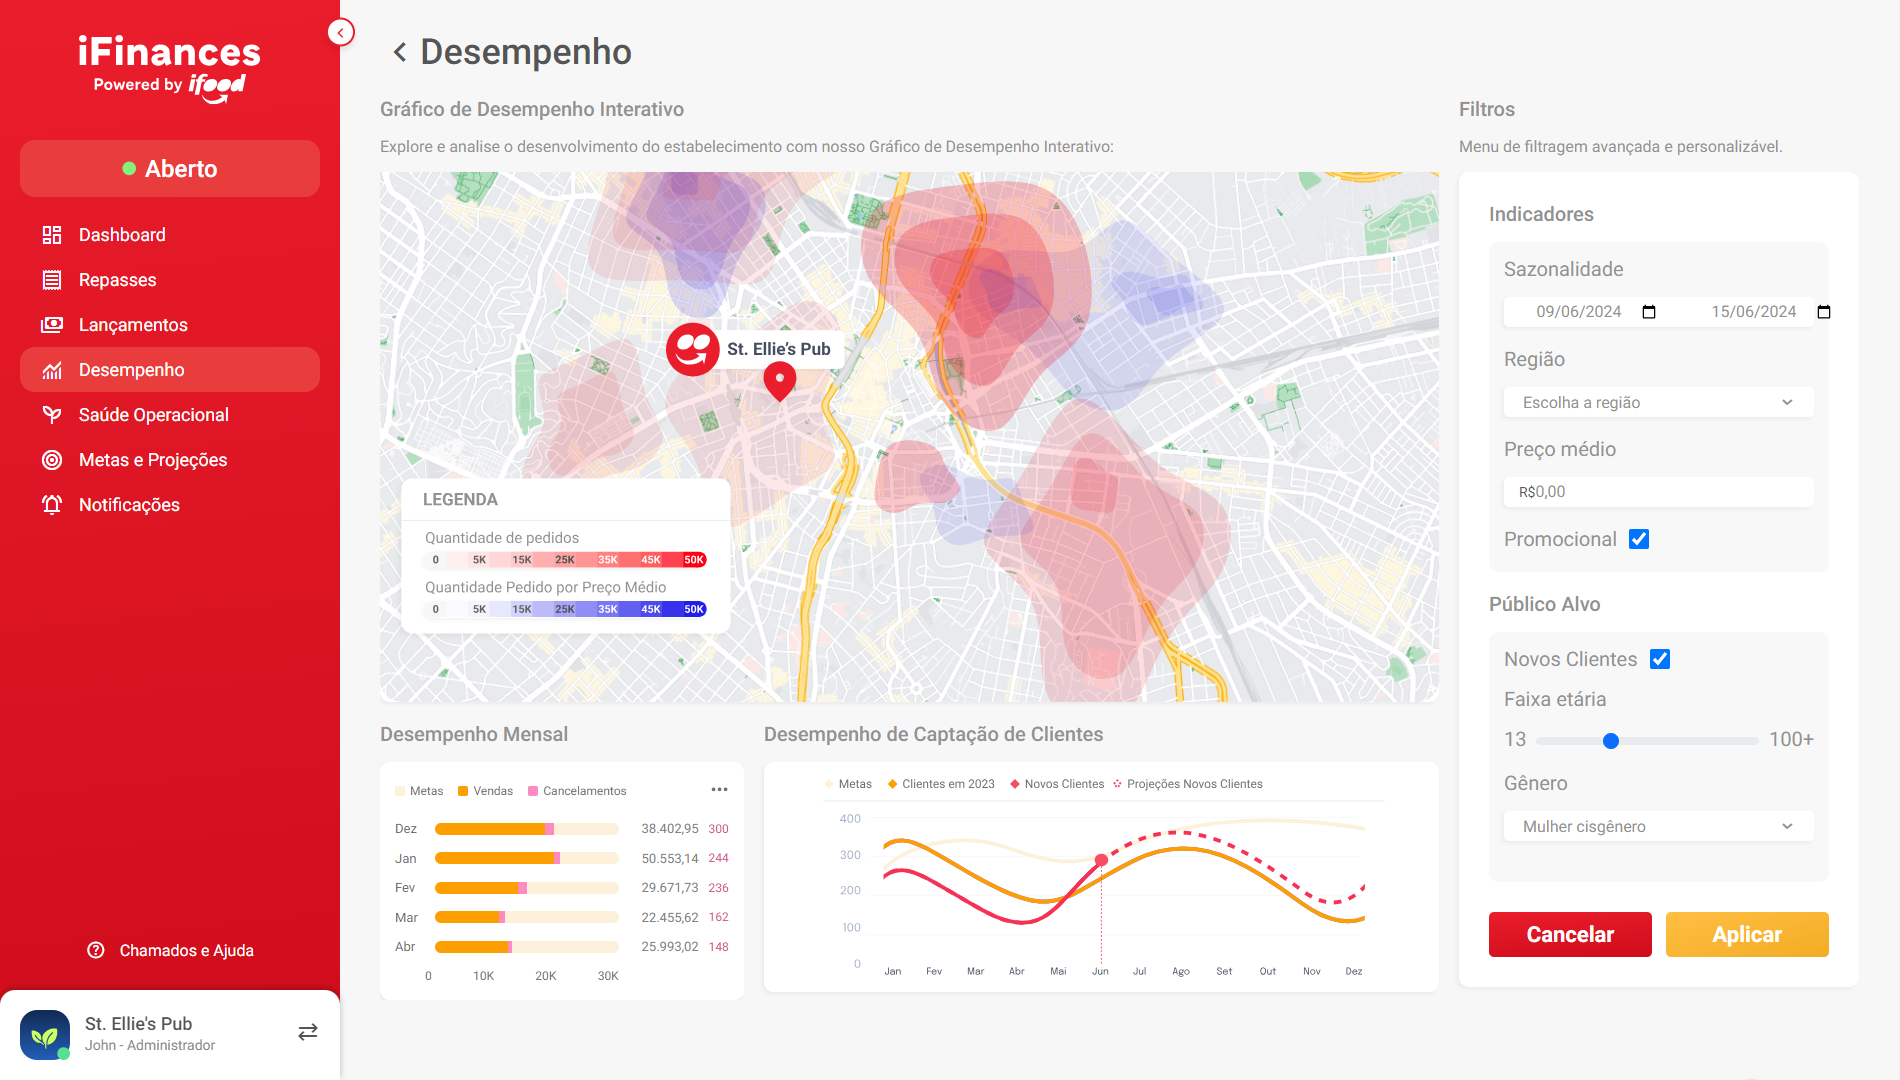 iFinances
Powered by ifood
Aberto
Dashboard
Repasses
Lançamentos
Desempenho
Saúde Operacional
Metas e Projeções
Notificações
Chamados e Ajuda
St. Ellie's Pub
John - Administrador
Desempenho
Gráfico de Desempenho Interativo
Explore e analise o desenvolvimento do estabelecimento com nosso Gráfico de Desempenho Interativo:
St. Ellie’s Pub
LEGENDA
Quantidade de pedidos
0 5K 15K 25K 35K 45K 50K
Quantidade Pedido por Preço Médio
0 5K 15K 25K 35K 45K 50K
Desempenho Mensal
Metas Vendas Cancelamentos
Dez 38.402,95 300
Jan 50.553,14 244
Fev 29.671,73 236
Mar 22.455,62 162
Abr 25.993,02 148
0 10K 20K 30K
Desempenho de Captação de Clientes
Metas Clientes em 2023 Novos Clientes Projeções Novos Clientes
400
300
200
100
0
Jan Fev Mar Abr Mai Jun Jul Ago Set Out Nov Dez
Filtros
Menu de filtragem avançada e personalizável.
Indicadores
Sazonalidade
09/06/2024 15/06/2024
Região
Escolha a região
Preço médio
R$0,00
Promocional
Público Alvo
Novos Clientes
Faixa etária
13 100+
Gênero
Mulher cisgênero
Cancelar Aplicar